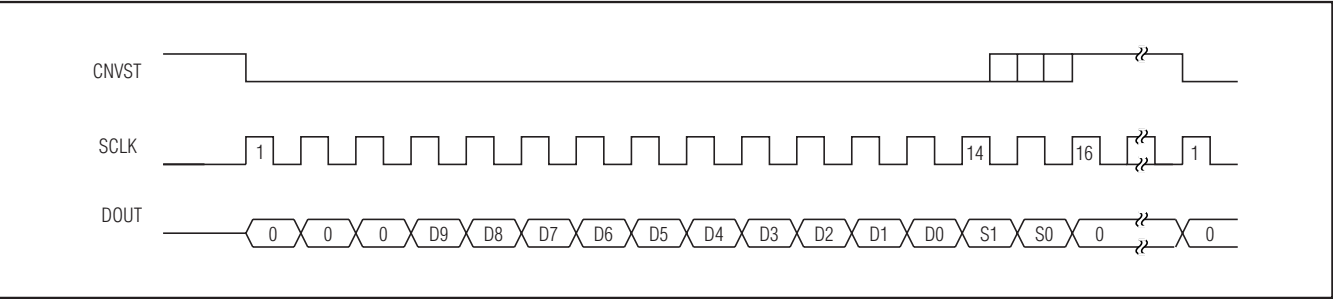 CNVST
SCLK 1 14 16 1
DOUT 0 0 0 D9 D8 D7 D6 D5 D4 D3 D2 D1 D0 S1 S0 0 0